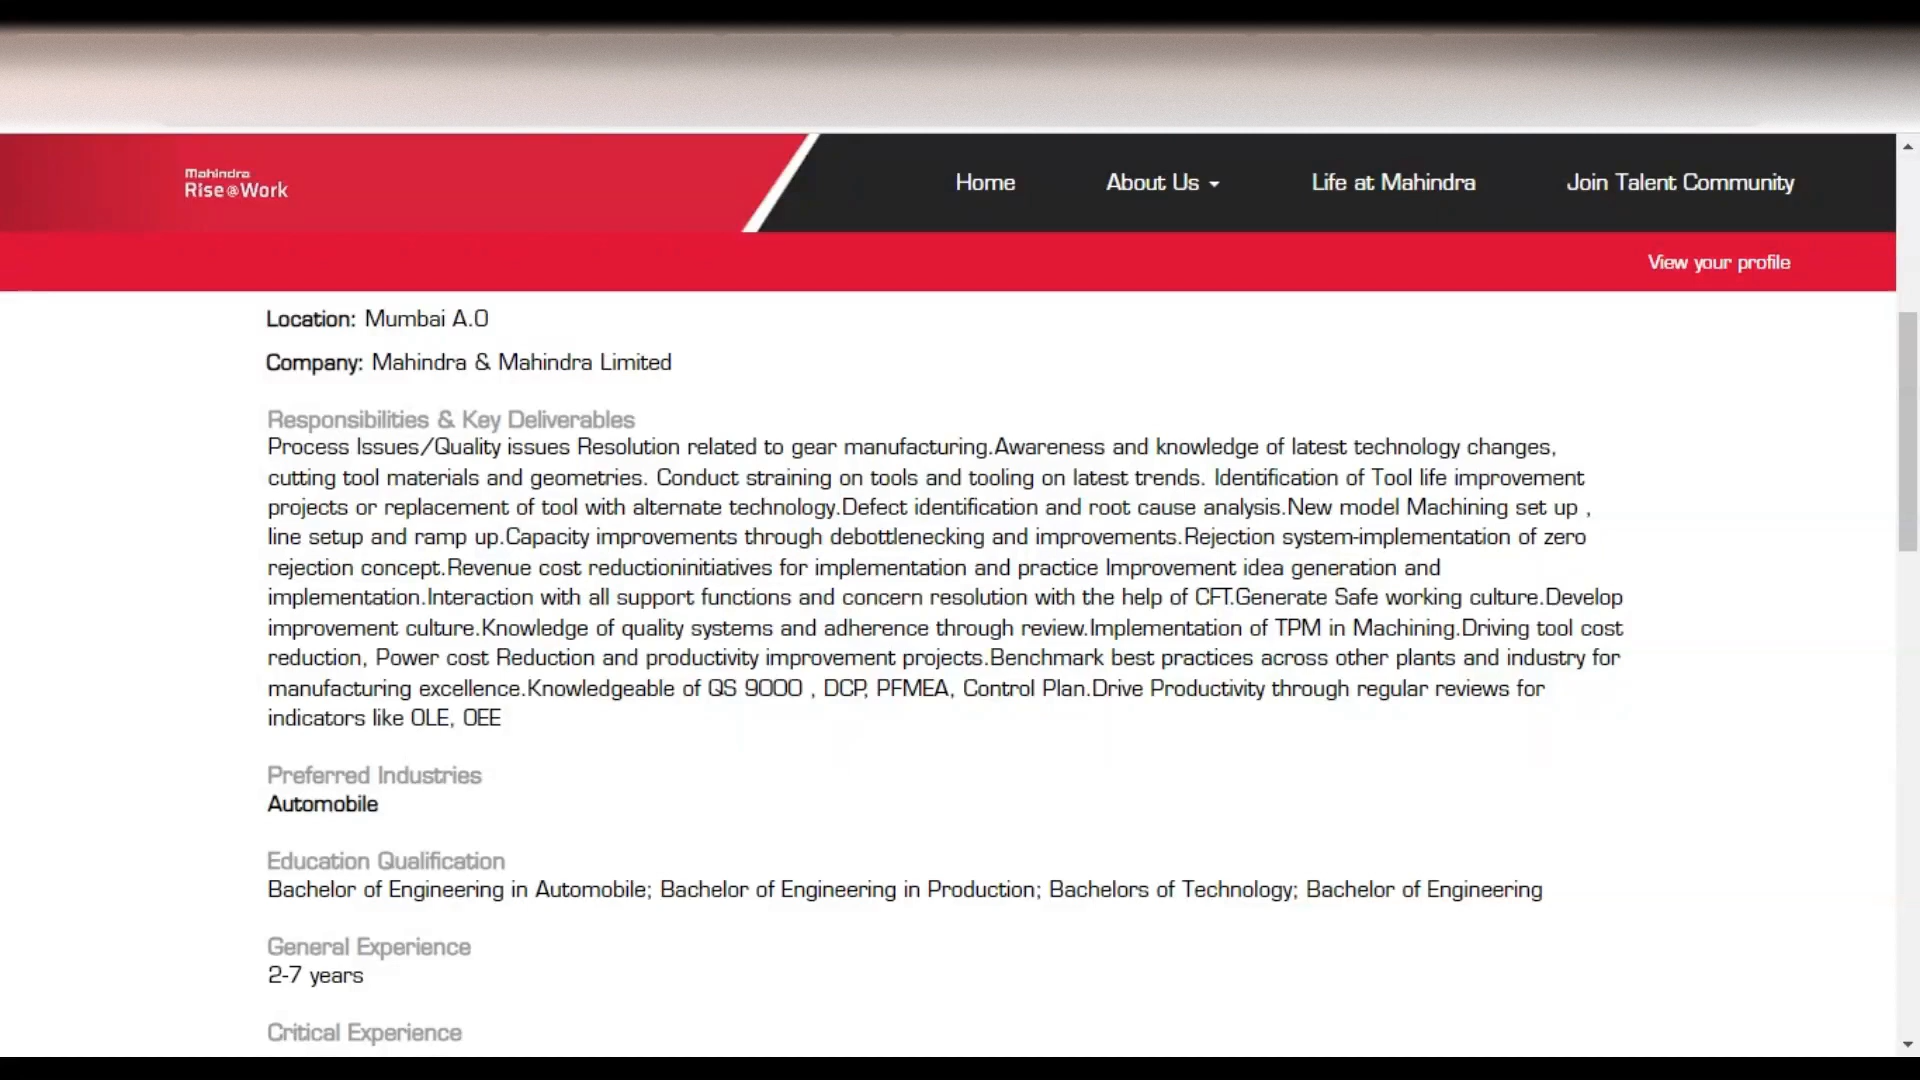 Mahindra
Rise@Work
Home
About Us
Life at Mahindra
Join Talent Community
View your profile
Location: Mumbai A.O
Company: Mahindra & Mahindra Limited
Responsibilities & Key Deliverables
Process Issues/Quality issues Resolution related to gear manufacturing.Awareness and knowledge of latest technology changes,
cutting tool materials and geometries. Conduct straining on tools and tooling on latest trends. Identification of Tool life improvement
projects or replacement of tool with alternate technology.Defect identification and root cause analysis.New model Machining set up ,
line setup and ramp up.Capacity improvements through debottlenecking and improvements.Rejection system-implementation of zero
rejection concept.Revenue cost reductioninitiatives for implementation and practice Improvement idea generation and
implementation.Interaction with all support functions and concern resolution with the help of CFT.Generate Safe working culture.Develop
improvement culture.Knowledge of quality systems and adherence through review.Implementation of TPM in Machining.Driving tool cost
reduction, Power cost Reduction and productivity improvement projects.Benchmark best practices across other plants and industry for
manufacturing excellence.Knowledgeable of QS 9000 , DCP, PFMEA, Control Plan.Drive Productivity through regular reviews for
indicators like OLE, OEE
Preferred Industries
Automobile
Education Qualification
Bachelor of Engineering in Automobile; Bachelor of Engineering in Production; Bachelors of Technology; Bachelor of Engineering
General Experience
2-7 years
Critical Experience